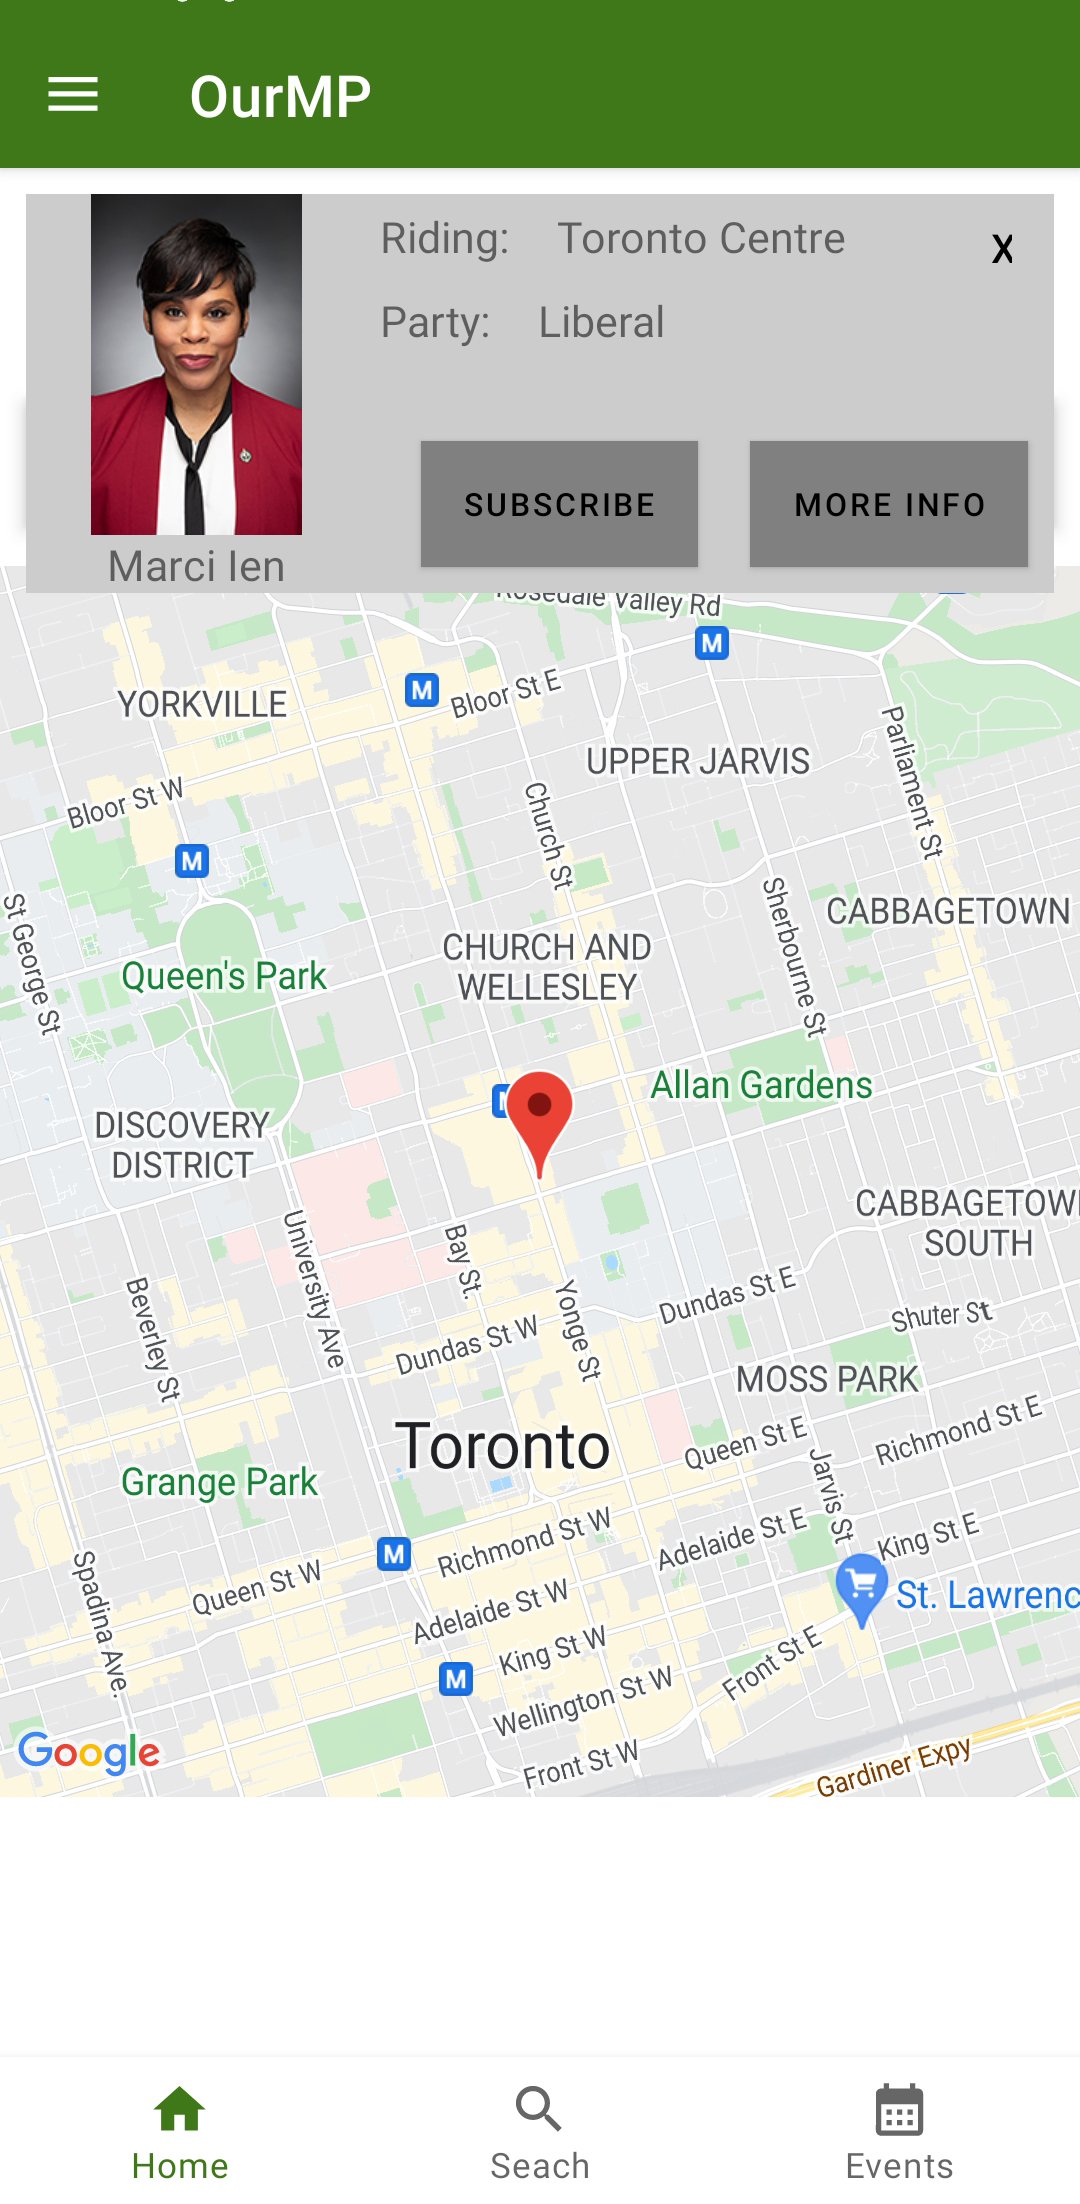 OurMP
Riding: Toronto Centre
X
Party: Liberal
SUBSCRIBE
MORE INFO
Marci Ien
Rosedale Valley Rd
M
M
Bloor St E
YORKVILLE
UPPER JARVIS
Parliament St
Bloor St W
Church St
M
St George St
Sherbourne St
CABBAGETOWN
CHURCH AND
WELLESLEY
Queen's Park
Allan Gardens
DISCOVERY
DISTRICT
CABBAGETOW
SOUTH
University Ave
Bay St.
Beverley St
Yonge St
Dundas St E
Shuter St
Dundas St W
MOSS PARK
Toronto
Queen St E
Richmond St E
Grange Park
Jarvis St
Richmond St W
Adelaide St E
King St E
M
Spadina Ave.
Queen St W
Adelaide St W
St. Lawrenc
King St W
Front St E
M
Wellington St W
Google
Front St W
Gardiner Expy
Home
Seach
Events